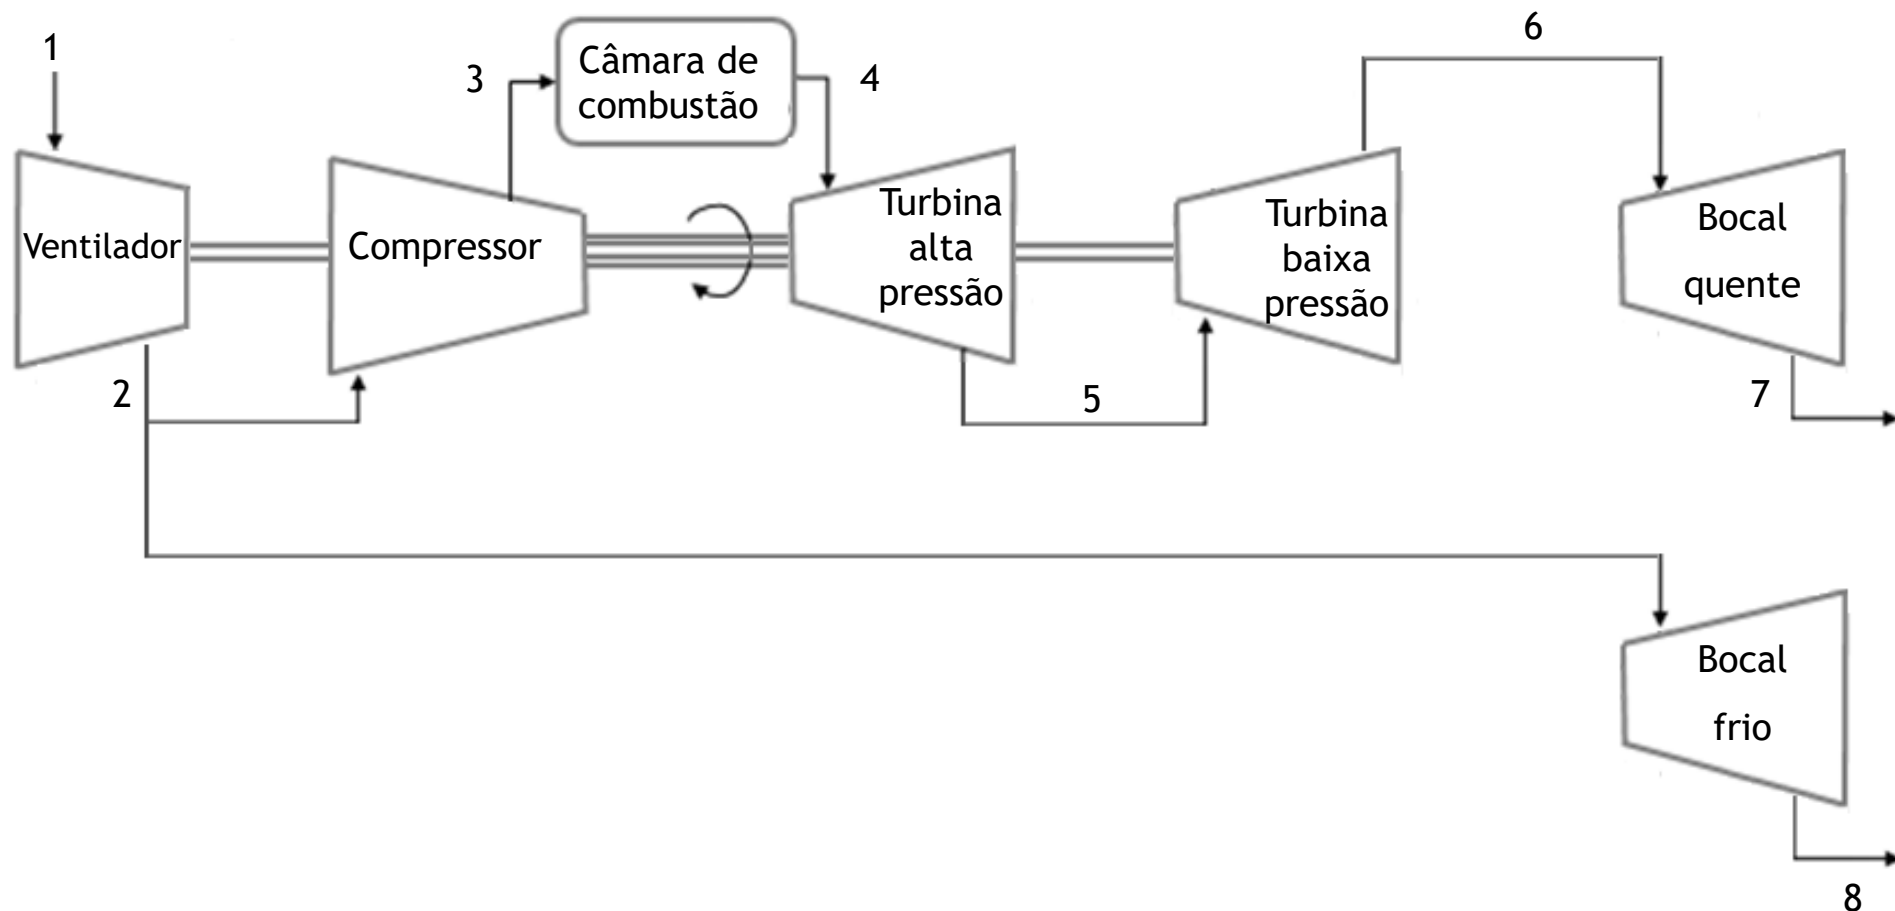 1
6
3
Câmara de
combustão
4
Ventilador
Compressor
Turbina
alta
pressão
Turbina
baixa
pressão
Bocal
quente
2
5
7
Bocal
frio
8